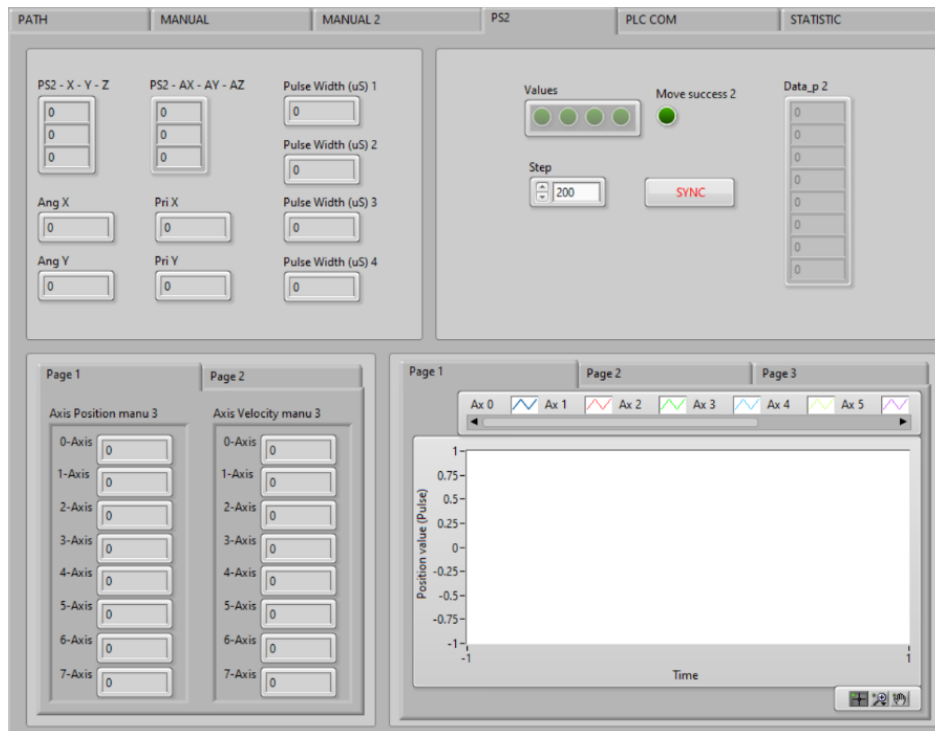 PATH MANUAL MANUAL 2 PS2 PLC COM STATISTIC
PS2 - X - Y - Z PS2 - AX - AY - AZ Pulse Width (uS) 1
0 0 0
0 0
0 0
Pulse Width (uS) 2
0
Ang X Pri X Pulse Width (uS) 3
0 0 0
Ang Y Pri Y Pulse Width (uS) 4
0 0 0
Values Move success 2 Data_p 2
0
0
0
0
0
0
0
0
Step
200 SYNC
Page 1 Page 2
Axis Position manu 3 Axis Velocity manu 3
0-Axis 0 0-Axis 0
1-Axis 0 1-Axis 0
2-Axis 0 2-Axis 0
3-Axis 0 3-Axis 0
4-Axis 0 4-Axis 0
5-Axis 0 5-Axis 0
6-Axis 0 6-Axis 0
7-Axis 0 7-Axis 0
Page 1 Page 2 Page 3
Ax 0 Ax 1 Ax 2 Ax 3 Ax 4 Ax 5
Position value (Pulse)
1
0.75
0.5
0.25
0
-0.25
-0.5
-0.75
-1
-1 1
Time